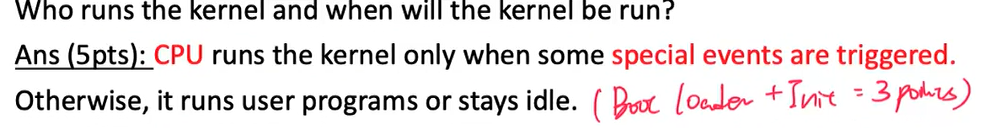 Who runs the kernel and when will the kernel be run?
Ans (5pts): CPU runs the kernel only when some special events are triggered.
Otherwise, it runs user programs or stays idle. ( Boot loader + Init = 3 points)